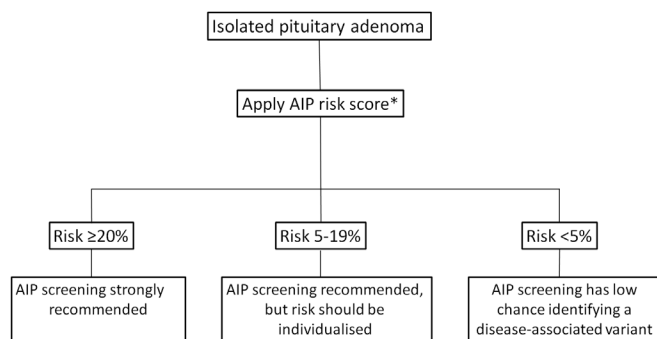 Isolated pituitary adenoma
Apply AIP risk score*
Risk ≥20%
Risk 5-19%
Risk <5%
AIP screening strongly
recommended
AIP screening recommended,
but risk should be
individualised
AIP screening has low
chance identifying a
disease-associated variant